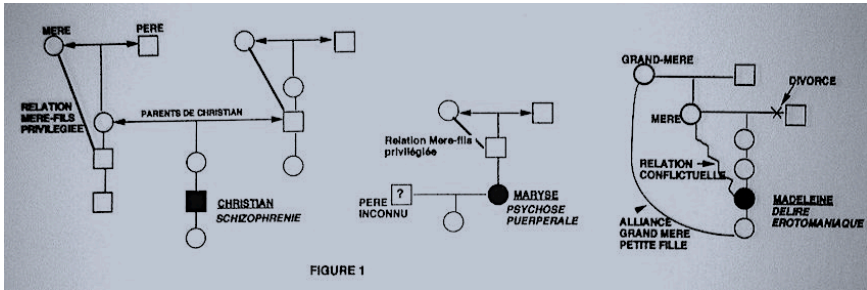 MERE
PERE
RELATION
MERE-FILS
PRIVILEGIEE
PARENTS DE CHRISTIAN
CHRISTIAN
SCHIZOPHRENIE
Relation Mere-fils
privilégiée
?
PERE
INCONNU
MARYSE
PSYCHOSE
PUERPERALE
GRAND-MERE
DIVORCE
MERE
RELATION
CONFLICTUELLE
MADELEINE
DELIRE
EROTOMANIAQUE
ALLIANCE
GRAND MERE
PETITE FILLE
FIGURE 1